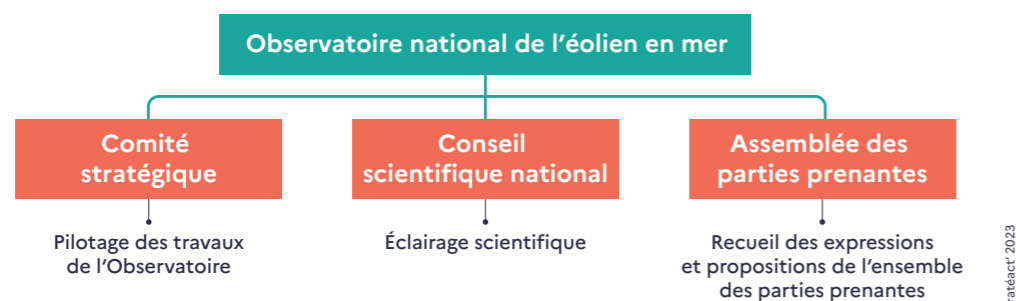 Observatoire national de l’éolien en mer
Comité
stratégique
Conseil
scientifique national
Assemblée des
parties prenantes
Pilotage des travaux
de l’Observatoire
Éclairage scientifique
Recueil des expressions
et propositions de l’ensemble
des parties prenantes
2023